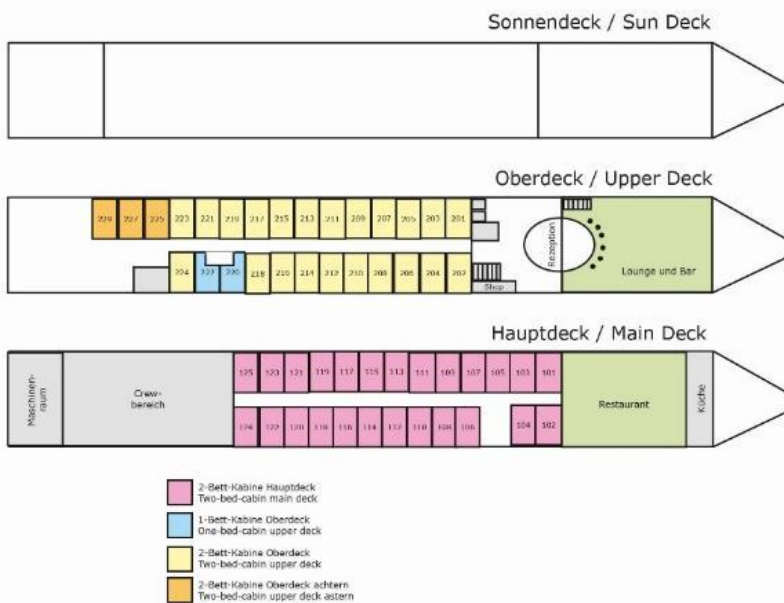 Sonnendeck / Sun Deck
Oberdeck / Upper Deck
229 227 225 223 221 219 217 215 213 211 209 207 205 203 201
Rezeption
224 222 220 218 216 214 212 210 208 206 204 202
Lounge und Bar
Shop
Hauptdeck / Main Deck
125 123 121 119 117 115 113 111 109 107 105 103 101
Maschinen-
raum
Crew-
bereich
Restaurant
Küche
124 122 120 118 116 114 112 110 108 106 104 102
2-Bett-Kabine Hauptdeck
Two-bed-cabin main deck
1-Bett-Kabine Oberdeck
One-bed-cabin upper deck
2-Bett-Kabine Oberdeck
Two-bed-cabin upper deck
2-Bett-Kabine Oberdeck achtern
Two-bed-cabin upper deck astern